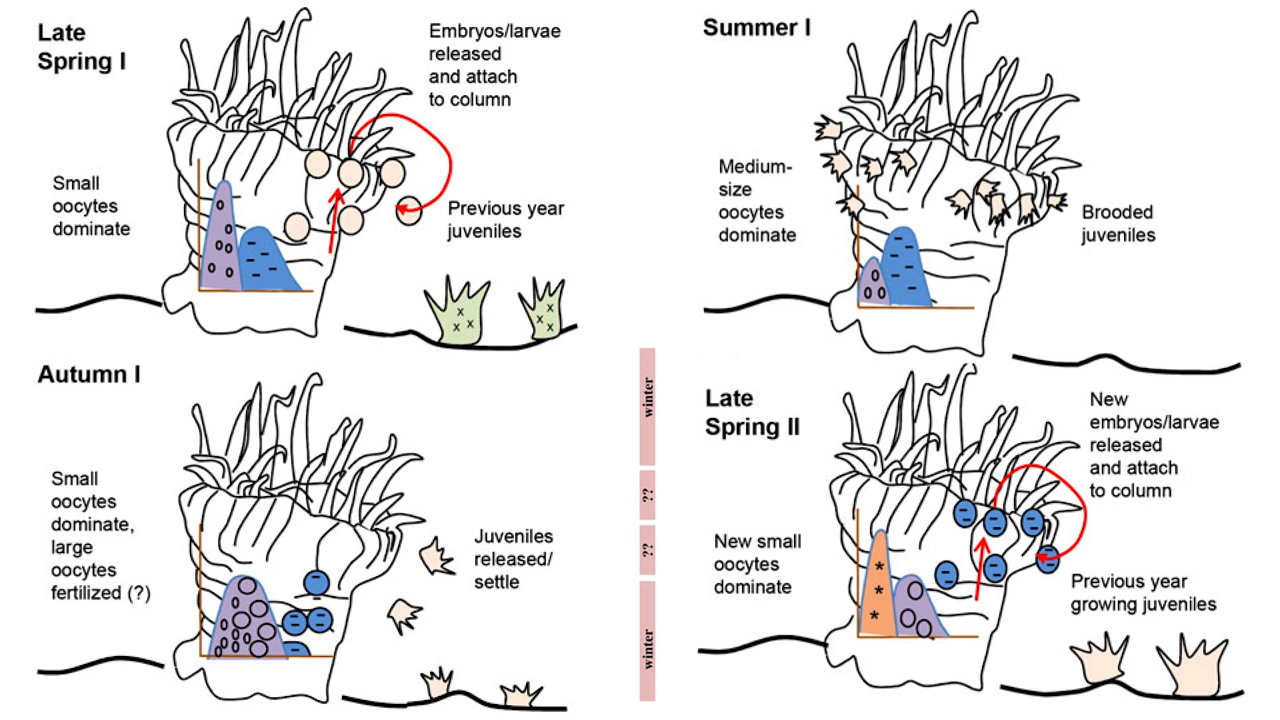 Late
Spring I
Embryos/larvae
released
and attach
to column
Small
oocytes
dominate
Previous year
juveniles
Summer I
Medium-
size
oocytes
dominate
Brooded
juveniles
Autumn I
Small
oocytes
dominate,
large
oocytes
fertilized (?)
Juveniles
released/
settle
winter
??
??
winter
Late
Spring II
New
embryos/larvae
released
and attach
to column
New small
oocytes
dominate
Previous year
growing juveniles